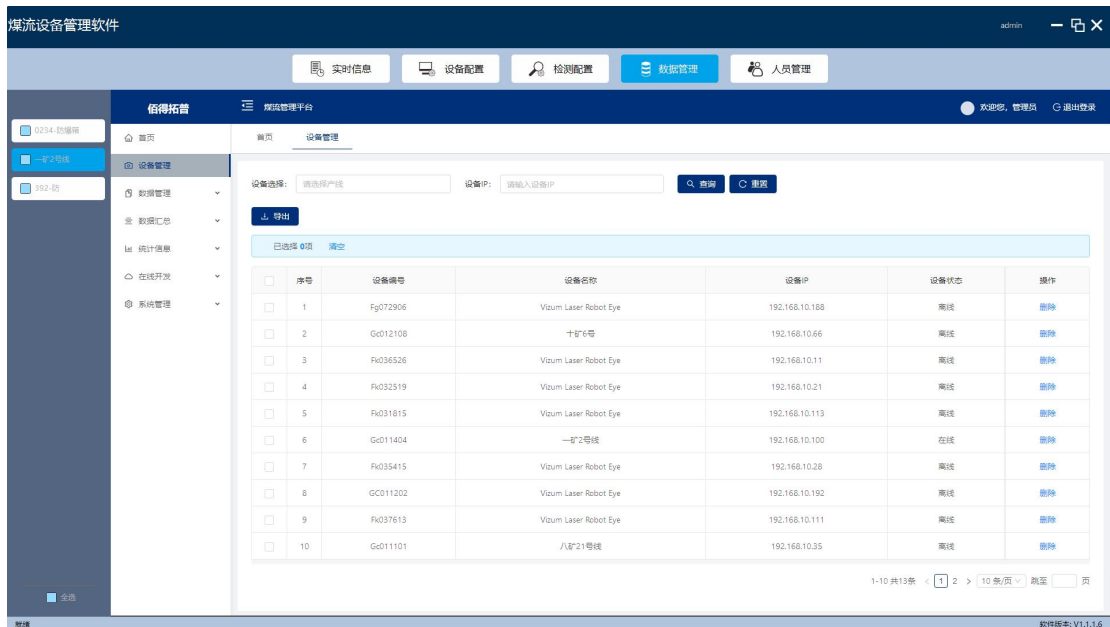 煤流设备管理软件 admin
实时信息 设备配置 检测配置 数据管理 人员管理
佰得拓普 煤流管理平台 欢迎您，管理员 退出登录
0234-防爆箱
一矿2号线
392-防
首页
设备管理
数据管理
数据汇总
统计信息
在线开发
系统管理
全选
首页 设备管理
设备选择： 请选择产线 设备IP： 请输入设备IP 查询 重置
导出
已选择 0项 清空
序号 设备编号 设备名称 设备IP 设备状态 操作
1 Fg072906 Vizum Laser Robot Eye 192.168.10.188 离线 删除
2 Gc012108 十矿6号 192.168.10.66 离线 删除
3 Fk036526 Vizum Laser Robot Eye 192.168.10.11 离线 删除
4 Fk032519 Vizum Laser Robot Eye 192.168.10.21 离线 删除
5 Fk031815 Vizum Laser Robot Eye 192.168.10.113 离线 删除
6 Gc011404 一矿2号线 192.168.10.100 在线 删除
7 Fk035415 Vizum Laser Robot Eye 192.168.10.28 离线 删除
8 GC011202 Vizum Laser Robot Eye 192.168.10.192 离线 删除
9 Fk037613 Vizum Laser Robot Eye 192.168.10.111 离线 删除
10 Gc011101 八矿21号线 192.168.10.35 离线 删除
1-10 共13条 < 1 2 > 10 条/页 跳至 页
就绪 软件版本: V1.1.1.6